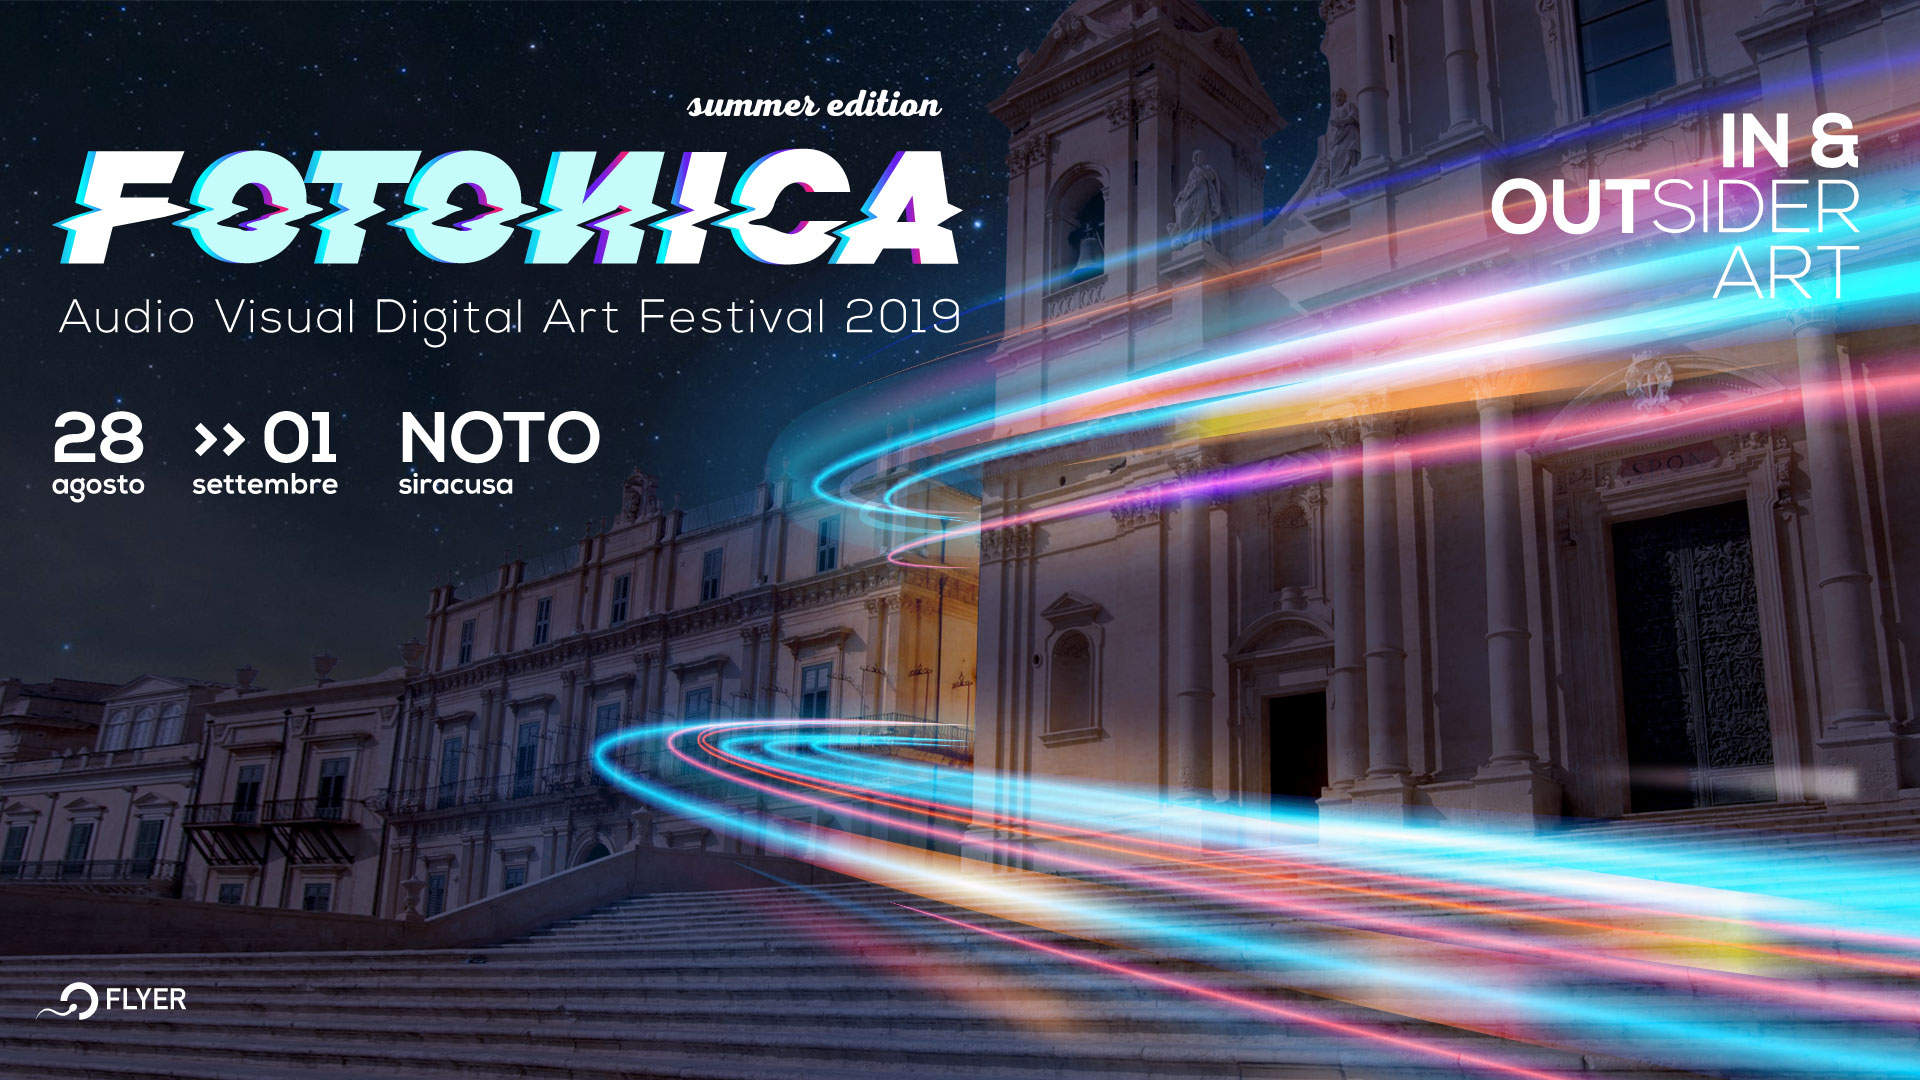 summer edition
FOTONICA
Audio Visual Digital Art Festival 2019
28 >> 01 NOTO
agosto settembre siracusa
IN &
OUTSIDER
ART
FLYER